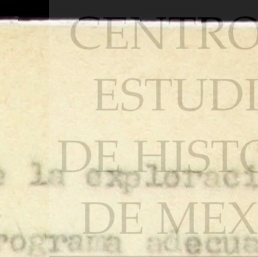 CENTRO
ESTUDI
e la exploraci
DE HISTO
DE MEX
rograma adecua